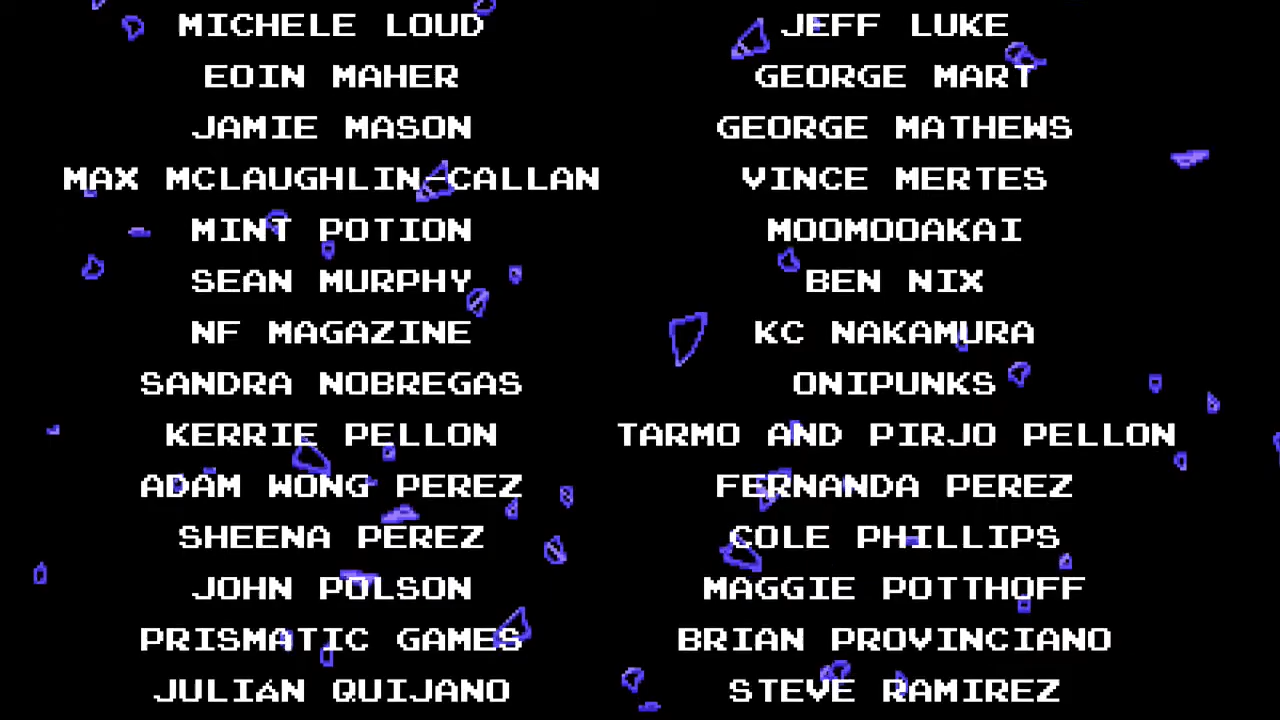 MICHELE LOUD JEFF LUKE
EOIN MAHER GEORGE MART
JAMIE MASON GEORGE MATHEWS
MAX MCLAUGHLIN-CALLAN VINCE MERTES
MINT POTION MOOMOOAKAI
SEAN MURPHY BEN NIX
NF MAGAZINE KC NAKAMURA
SANDRA NOBREGAS ONIPUNKS
KERRIE PELLON TARMO AND PIRJO PELLON
ADAM WONG PEREZ FERNANDA PEREZ
SHEENA PEREZ COLE PHILLIPS
JOHN POLSON MAGGIE POTTHOFF
PRISMATIC GAMES BRIAN PROVINCIANO
JULIáN QUIJANO STEVE RAMIREZ